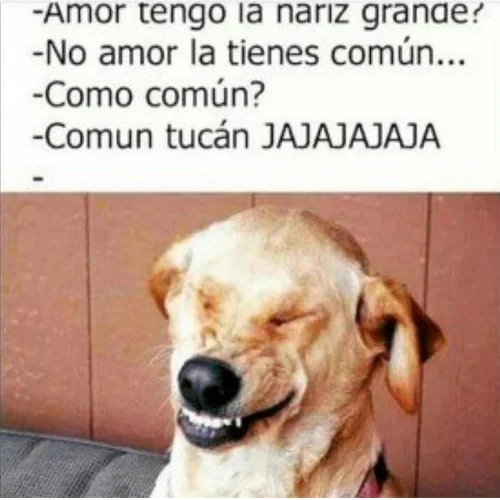 -Amor tengo la nariz grande?
-No amor la tienes común...
-Como común?
-Comun tucán JAJAJAJAJA
-